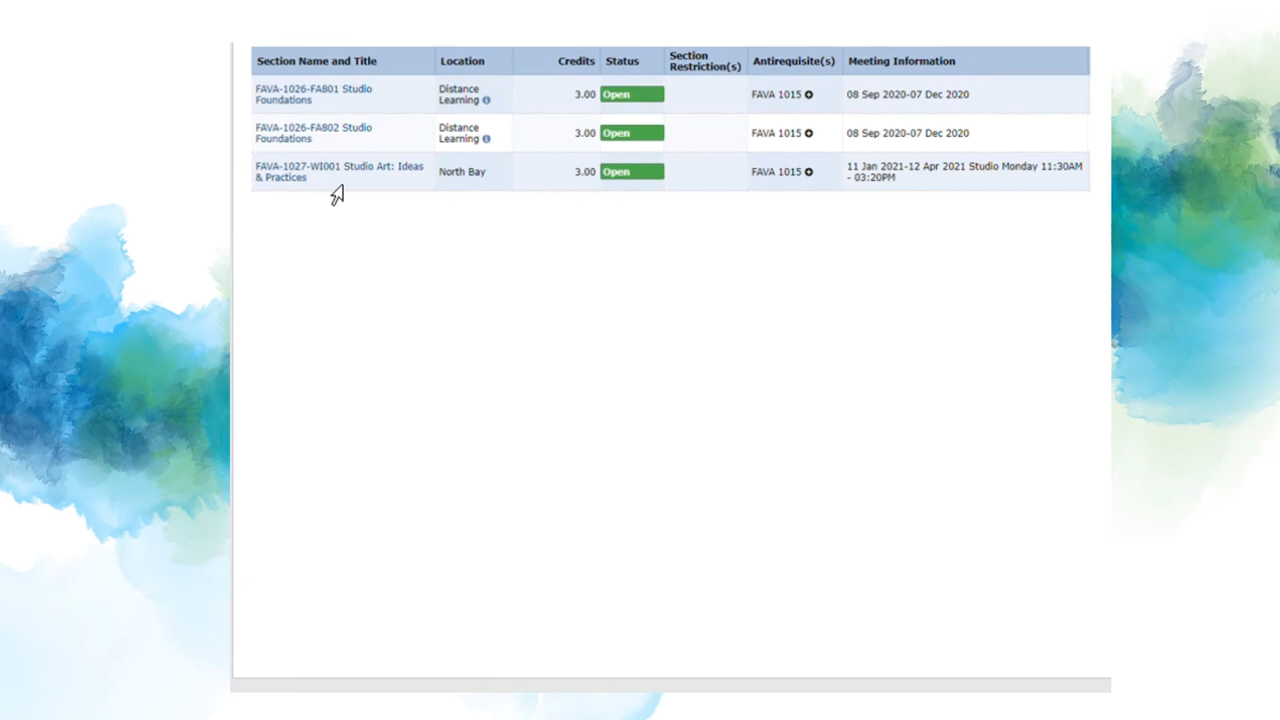 Section Name and Title Location Credits Status Section Restriction(s) Antirequisite(s) Meeting Information
FAVA-1026-FA801 Studio Foundations Distance Learning 3.00 Open FAVA 1015 08 Sep 2020-07 Dec 2020
FAVA-1026-FA802 Studio Foundations Distance Learning 3.00 Open FAVA 1015 08 Sep 2020-07 Dec 2020
FAVA-1027-WI001 Studio Art: Ideas & Practices North Bay 3.00 Open FAVA 1015 11 Jan 2021-12 Apr 2021 Studio Monday 11:30AM - 03:20PM